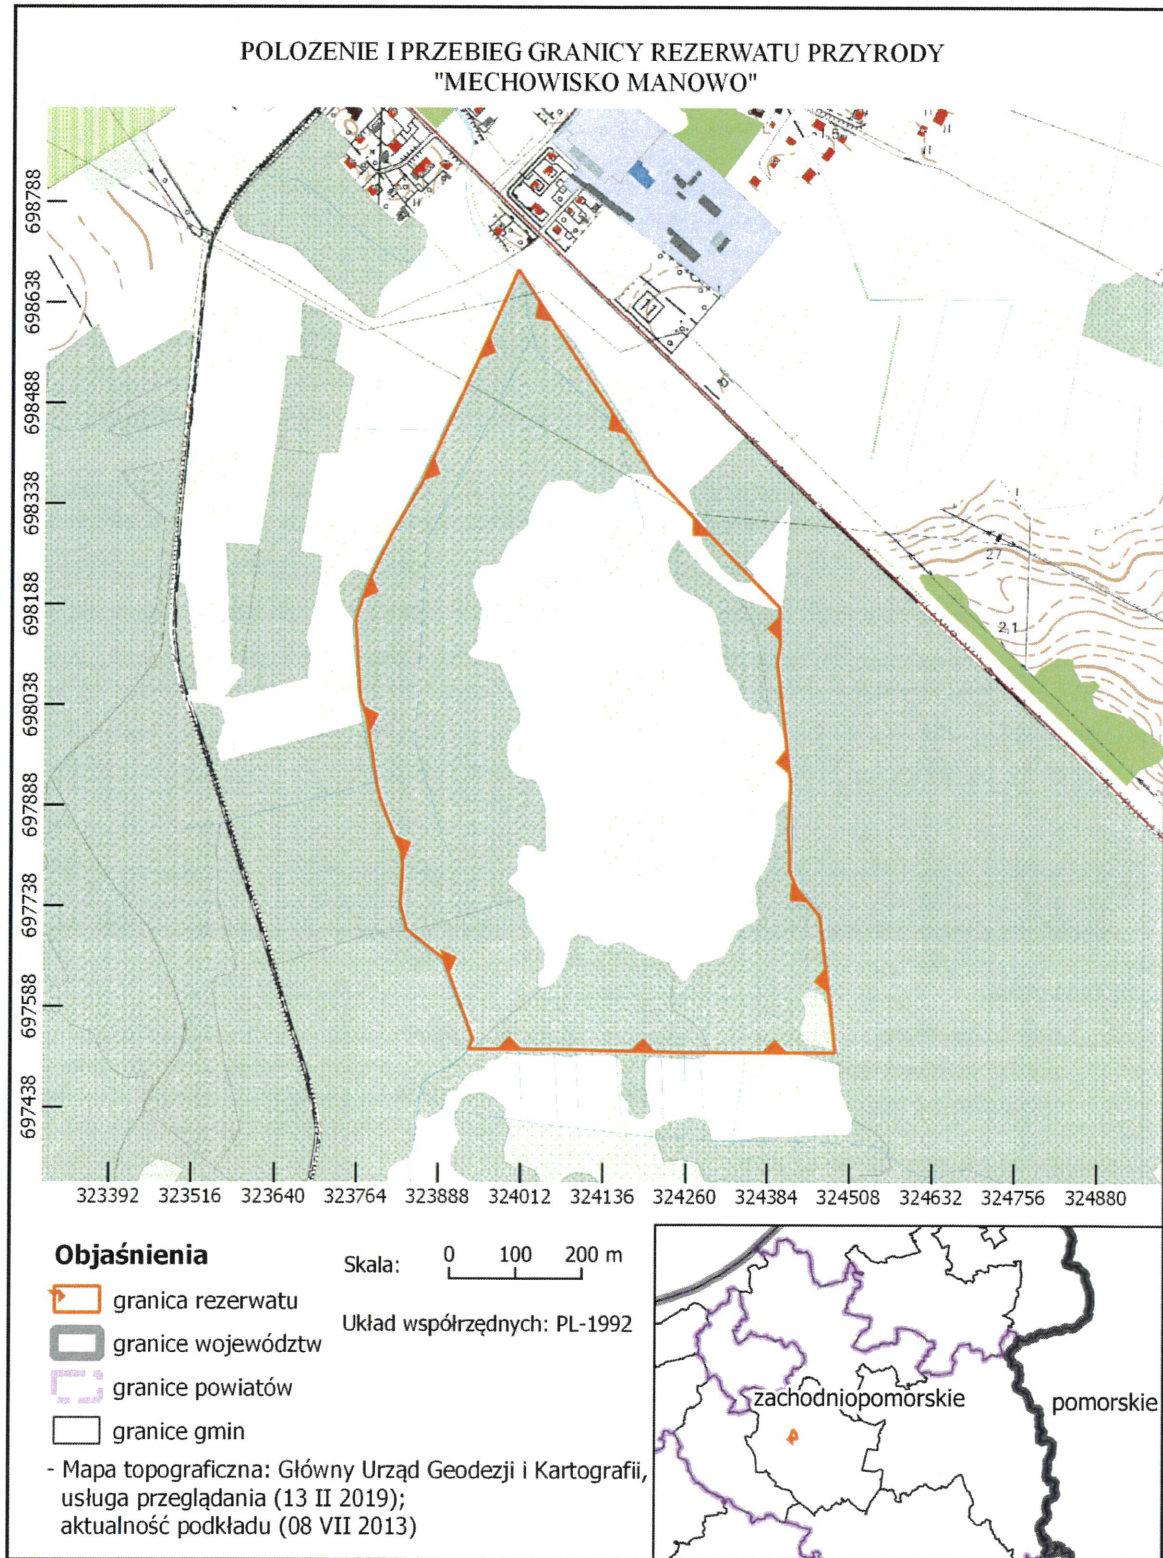 POLOZENIE I PRZEBIEG GRANICY REZERWATU PRZYRODY
"MECHOWISKO MANOWO"
698788
698638
698488
698338
698188
698038
697888
697738
697588
697438
1.5
11
27
2.1
323392 323516 323640 323764 323888 324012 324136 324260 324384 324508 324632 324756 324880
Objaśnienia
granica rezerwatu
granice województw
granice powiatów
granice gmin
- Mapa topograficzna: Główny Urząd Geodezji i Kartografii,
usługa przeglądania (13 II 2019);
aktualność podkładu (08 VII 2013)
Skala: 0 100 200 m
Układ współrzędnych: PL-1992
zachodniopomorskie
pomorskie